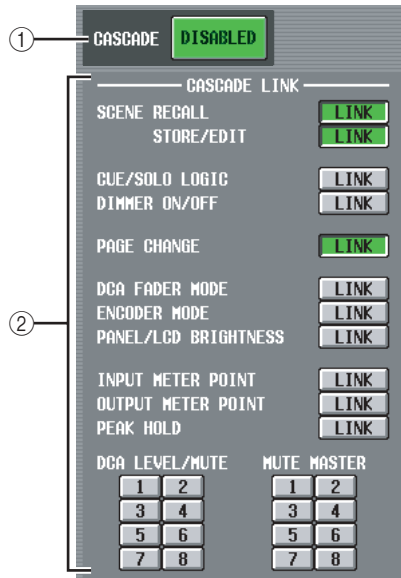 ① CASCADE DISABLED
② CASCADE LINK
SCENE RECALL LINK
STORE/EDIT LINK
CUE/SOLO LOGIC LINK
DIMMER ON/OFF LINK
PAGE CHANGE LINK
DCA FADER MODE LINK
ENCODER MODE LINK
PANEL/LCD BRIGHTNESS LINK
INPUT METER POINT LINK
OUTPUT METER POINT LINK
PEAK HOLD LINK
DCA LEVEL/MUTE MUTE MASTER
1 2 1 2
3 4 3 4
5 6 5 6
7 8 7 8